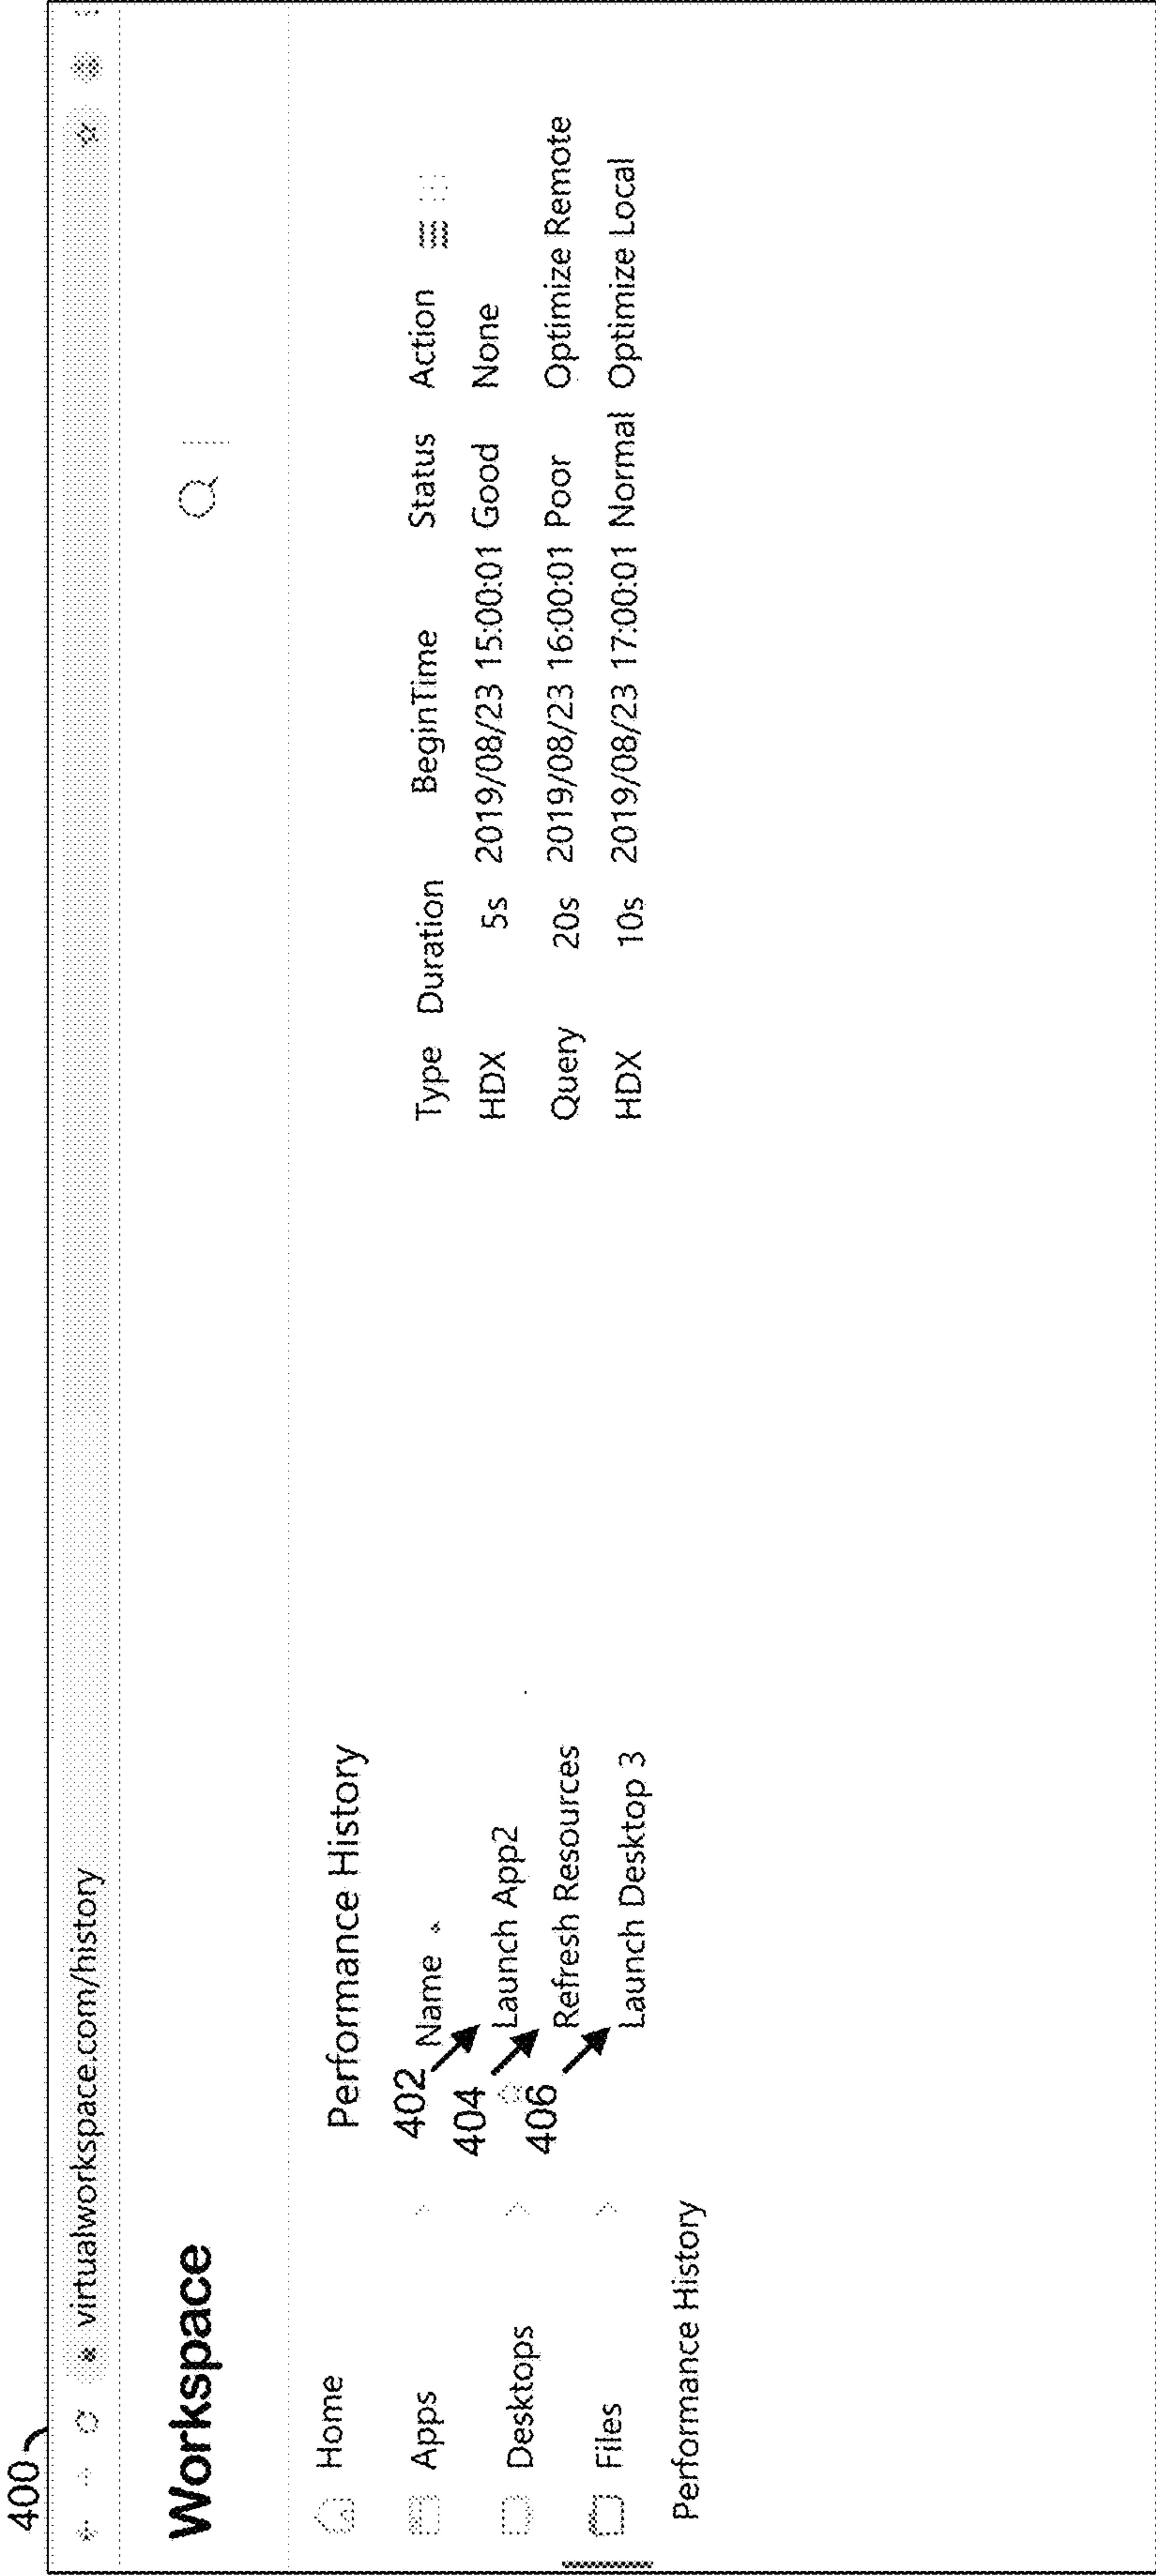 400
virtualworkspace.com/history
Workspace
Home
Apps
Desktops
Files
Performance History
Performance History
Name Type Duration BeginTime Status Action
402 Launch App2 HDX 5s 2019/08/23 15:00:01 Good None
404 Refresh Resources Query 20s 2019/08/23 16:00:01 Poor Optimize Remote
406 Launch Desktop 3 HDX 10s 2019/08/23 17:00:01 Normal Optimize Local